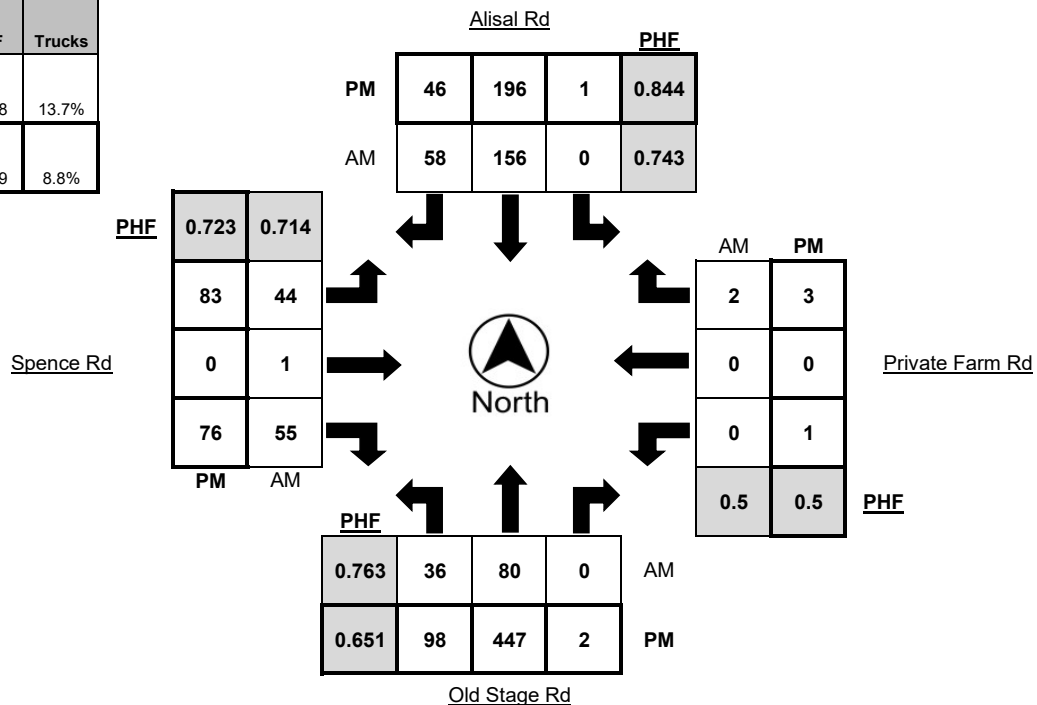 Alisal Rd
PHF
Trucks
PM 46 196 1 0.844
13.7%
AM 58 156 0 0.743
8.8%
PHF 0.723 0.714
AM PM
83 44
2 3
Spence Rd
0 1
0 0
Private Farm Rd
North
76 55
0 1
PM AM
0.5 0.5 PHF
PHF
0.763 36 80 0 AM
0.651 98 447 2 PM
Old Stage Rd